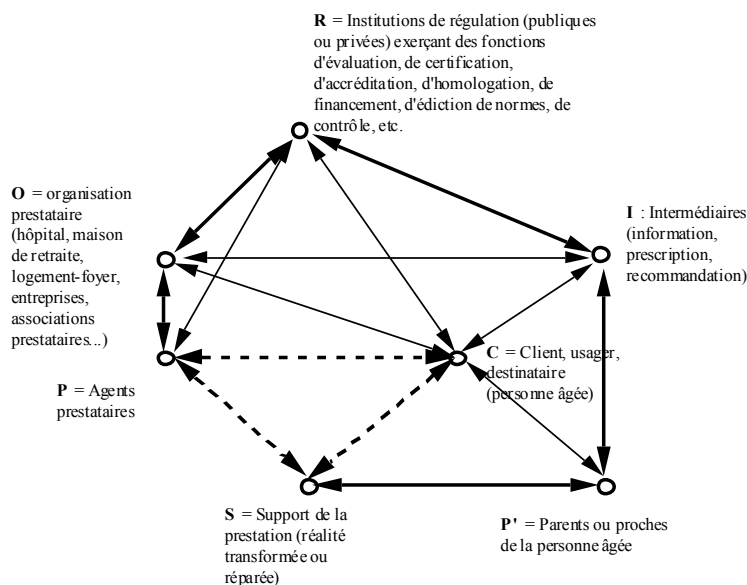 R = Institutions de régulation (publiques
ou privées) exerçant des fonctions
d'évaluation, de certification,
d'accréditation, d'homologation, de
financement, d'édiction de normes, de
contrôle, etc.
O = organisation
prestataire
(hôpital, maison
de retraite,
logement-foyer,
entreprises,
associations
prestataires...)
I : Intermédiaires
(information,
prescription,
recommandation)
C = Client, usager,
destinataire
(personne âgée)
P = Agents
prestataires
S = Support de la
prestation (réalité
transformée ou
réparée)
P' = Parents ou proches
de la personne âgée